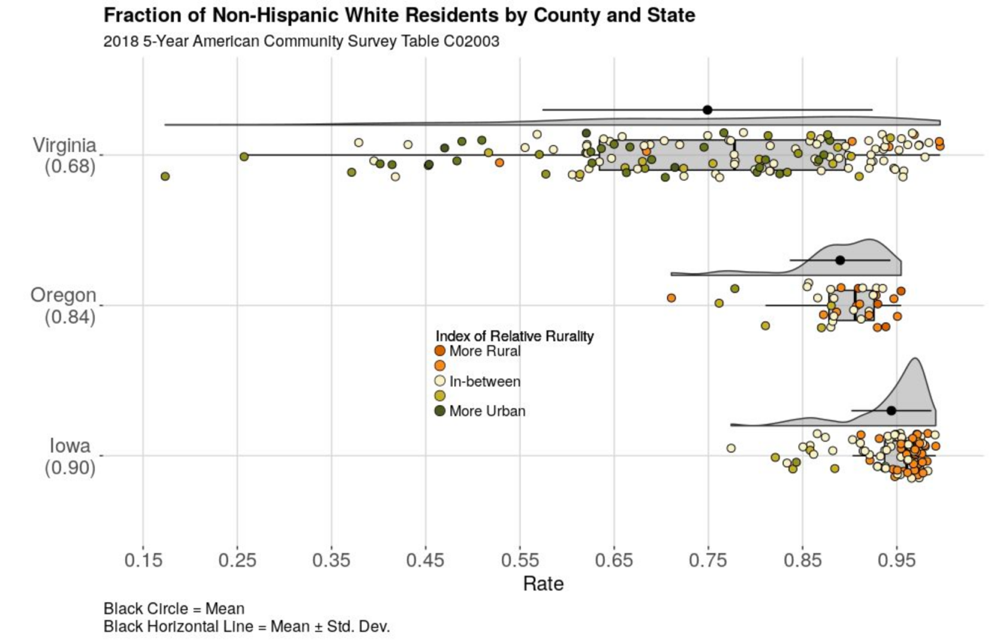 Fraction of Non-Hispanic White Residents by County and State
2018 5-Year American Community Survey Table C02003
Virginia
(0.68)
Oregon
(0.84)
Index of Relative Rurality
More Rural
In-between
More Urban
Iowa
(0.90)
0.15 0.25 0.35 0.45 0.55 0.65 0.75 0.85 0.95
Rate
Black Circle = Mean
Black Horizontal Line = Mean ± Std. Dev.